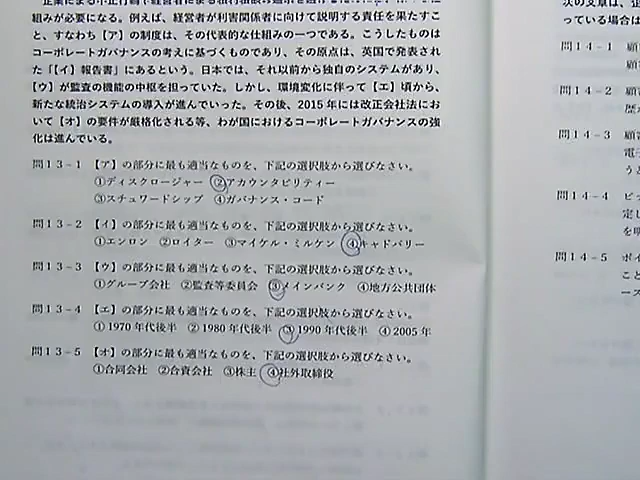 組みが必要になる。例えば、経営者が利害関係者に向けて説明する責任を果たすこ
と、すなわち【ア】の制度は、その代表的な仕組みの一つである。こうしたものは
コーポレートガバナンスの考えに基づくものであり、その原点は、英国で発表され
た「【イ】報告書」にあるという。日本では、それ以前から独自のシステムがあり、
【ウ】が監査の機能の中枢を担っていた。しかし、環境変化に伴って【エ】頃から、
新たな統治システムの導入が進んでいった。その後、2015年には改正会社法にお
いて【オ】の要件が厳格化される等、わが国におけるコーポレートガバナンスの強
化は進んでいる。
問13-1 【ア】の部分に最も適当なものを、下記の選択肢から選びなさい。
①ディスクロージャー ②アカウンタビリティー
③スチュワードシップ ④ガバナンス・コード
問13-2 【イ】の部分に最も適当なものを、下記の選択肢から選びなさい。
①エンロン ②ロイター ③マイケル・ミルケン ④キャドバリー
問13-3 【ウ】の部分に最も適当なものを、下記の選択肢から選びなさい。
①グループ会社 ②監査等委員会 ③メインバンク ④地方公共団体
問13-4 【エ】の部分に最も適当なものを、下記の選択肢から選びなさい。
①1970年代後半 ②1980年代後半 ③1990年代後半 ④2005年
問13-5 【オ】の部分に最も適当なものを、下記の選択肢から選びなさい。
①合同会社 ②合資会社 ③株主 ④社外取締役
次の文章は、企
っている場合は
問14-1 顧客
顧
問14-2 顧客
歴
問14-3 顧客
電子
うと
問14-4 ビッ
定し
を明
問14-5 ポイ
こと
ース